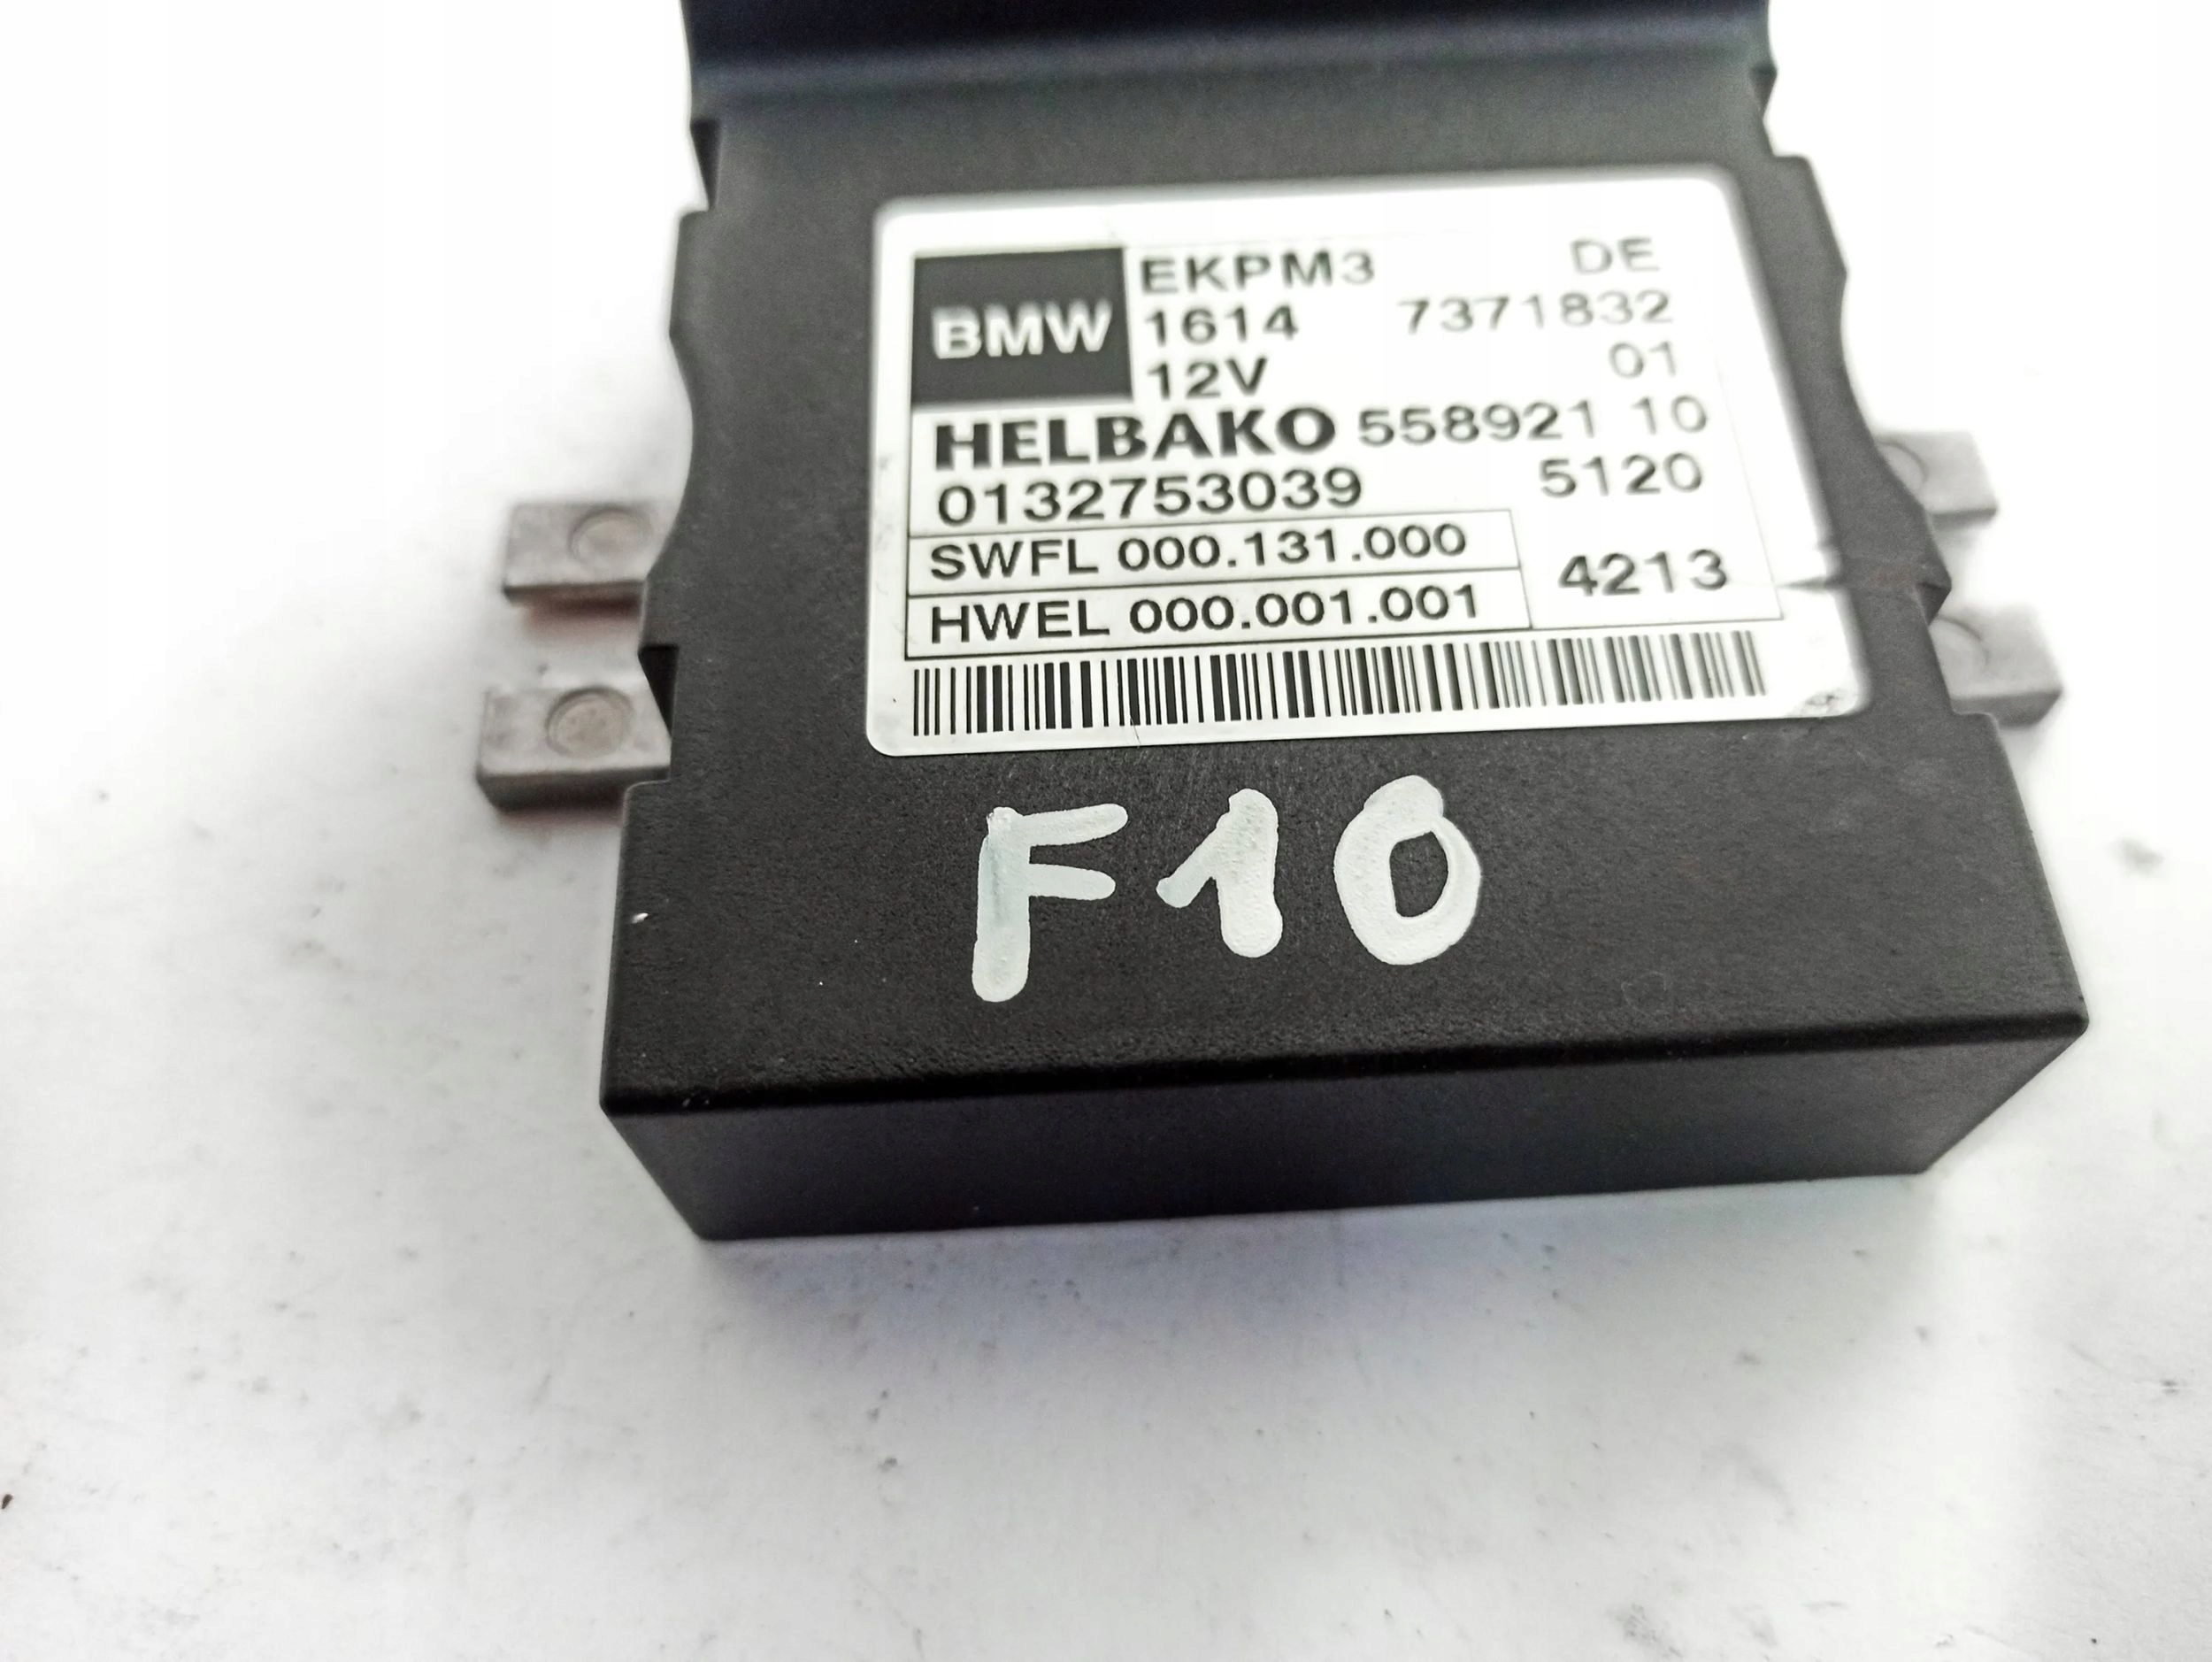 BMW EKPM3 DE
1614 7371832
12V 01
HELBAKO 558921 10
0132753039 5120
SWFL 000.131.000
4213
HWEL 000.001.001
F10